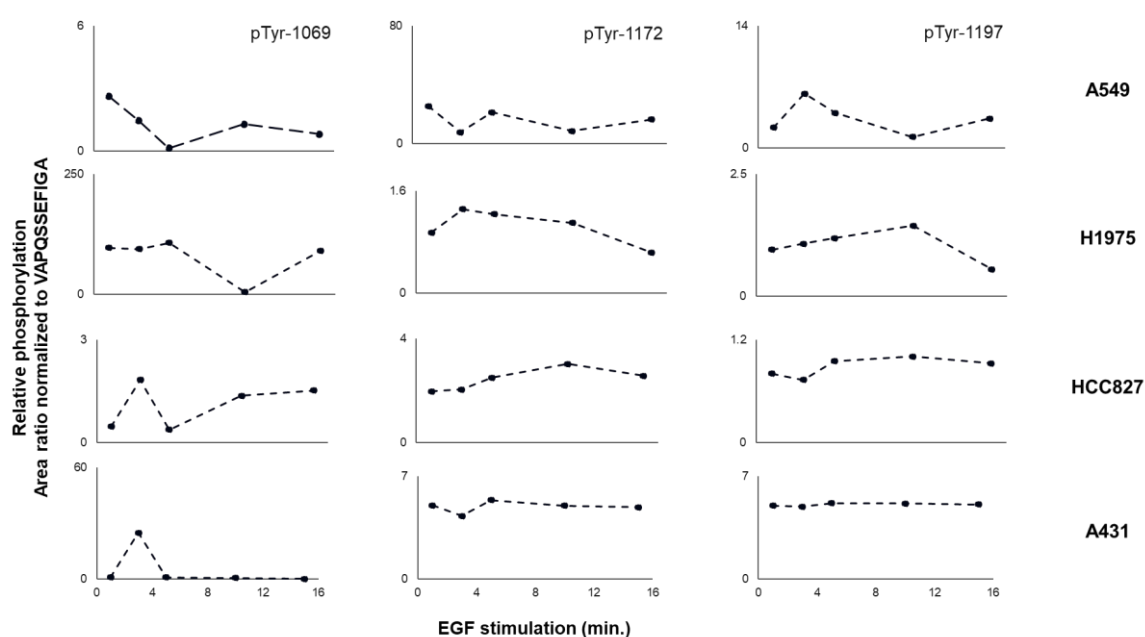 6
pTyr-1069
80
pTyr-1172
14
pTyr-1197
A549
0
0
0
250
1.6
2.5
H1975
0
0
0
3
4
1.2
HCC827
0
0
0
60
7
7
A431
0
0
0
0 4 8 12 16
0 4 8 12 16
0 4 8 12 16
Relative phosphorylation
Area ratio normalized to VAPQSSEFIGA
EGF stimulation (min.)